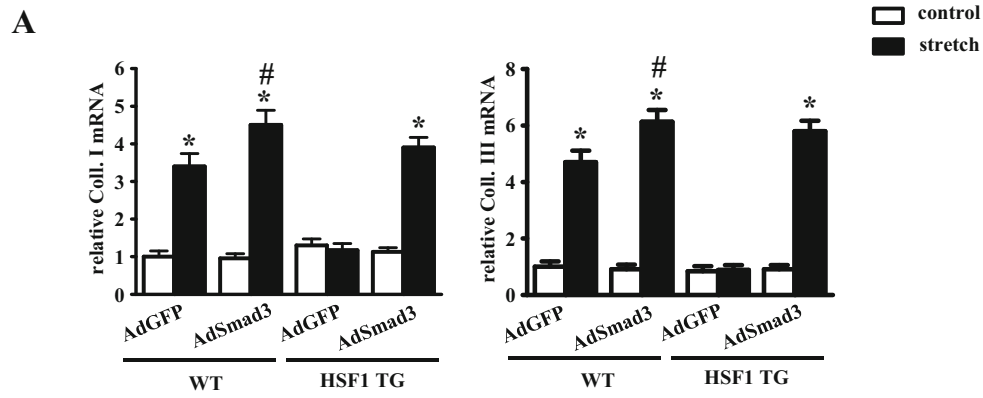 A
control
stretch
relative Coll. I mRNA
6
5
4
3
2
1
0
*
#
*
*
AdGFP
AdSmad3
AdGFP
AdSmad3
WT
HSF1 TG
relative Coll. III mRNA
8
6
4
2
0
*
#
*
*
AdGFP
AdSmad3
AdGFP
AdSmad3
WT
HSF1 TG